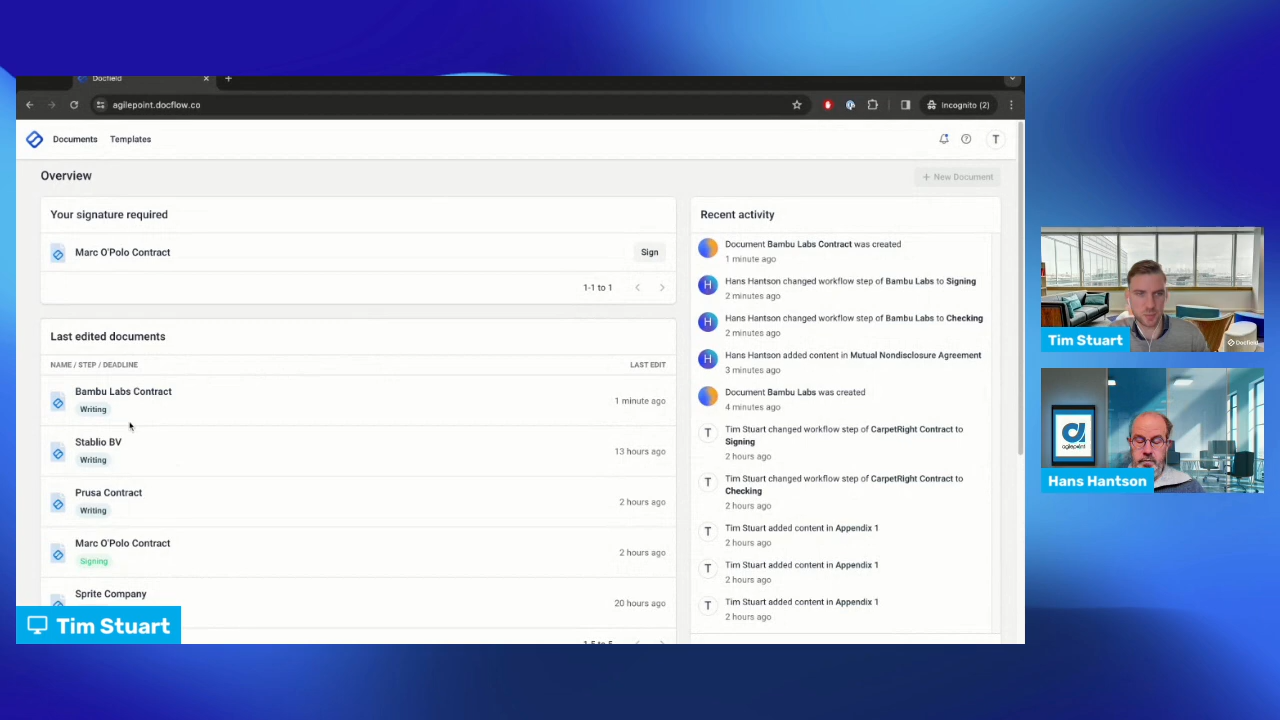 Docfield
agilepoint.docflow.co
Incognito (2)
Documents Templates
T
Overview
+ New Document
Your signature required
Marc O'Polo Contract
Sign
1-1 to 1
Last edited documents
NAME / STEP / DEADLINE LAST EDIT
Bambu Labs Contract
Writing
1 minute ago
Stablio BV
Writing
13 hours ago
Prusa Contract
Writing
2 hours ago
Marc O'Polo Contract
Signing
2 hours ago
Sprite Company
20 hours ago
1-5 to 5
Recent activity
Document Bambu Labs Contract was created
1 minute ago
H
Hans Hantson changed workflow step of Bambu Labs to Signing
2 minutes ago
H
Hans Hantson changed workflow step of Bambu Labs to Checking
2 minutes ago
H
Hans Hantson added content in Mutual Nondisclosure Agreement
3 minutes ago
Document Bambu Labs was created
4 minutes ago
T
Tim Stuart changed workflow step of CarpetRight Contract to
Signing
2 hours ago
T
Tim Stuart changed workflow step of CarpetRight Contract to
Checking
2 hours ago
T
Tim Stuart added content in Appendix 1
2 hours ago
T
Tim Stuart added content in Appendix 1
2 hours ago
T
Tim Stuart added content in Appendix 1
2 hours ago
Tim Stuart
Tim Stuart
Docfield
agilepoint
Hans Hantson